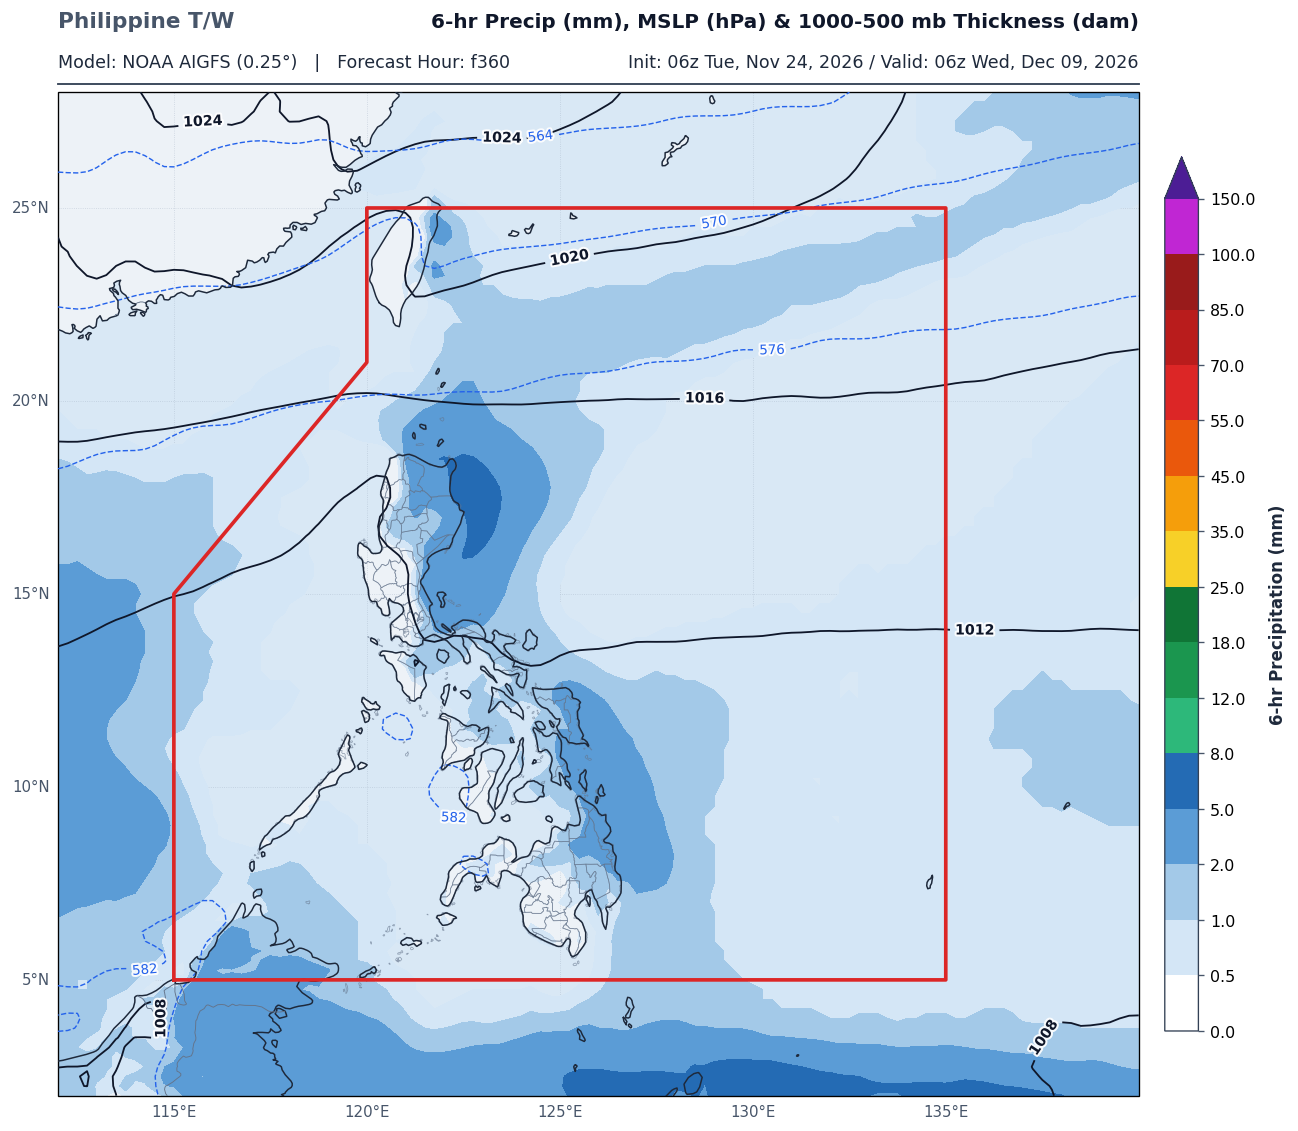 Philippine T/W
6-hr Precip (mm), MSLP (hPa) & 1000-500 mb Thickness (dam)
Model: NOAA AIGFS (0.25°) | Forecast Hour: f360
Init: 06z Tue, Nov 24, 2026 / Valid: 06z Wed, Dec 09, 2026
1024
1024
564
570
1020
576
1016
1012
582
582
1008
1008
25°N
20°N
15°N
10°N
5°N
115°E
120°E
125°E
130°E
135°E
150.0
100.0
85.0
70.0
55.0
45.0
35.0
25.0
18.0
12.0
8.0
5.0
2.0
1.0
0.5
0.0
6-hr Precipitation (mm)